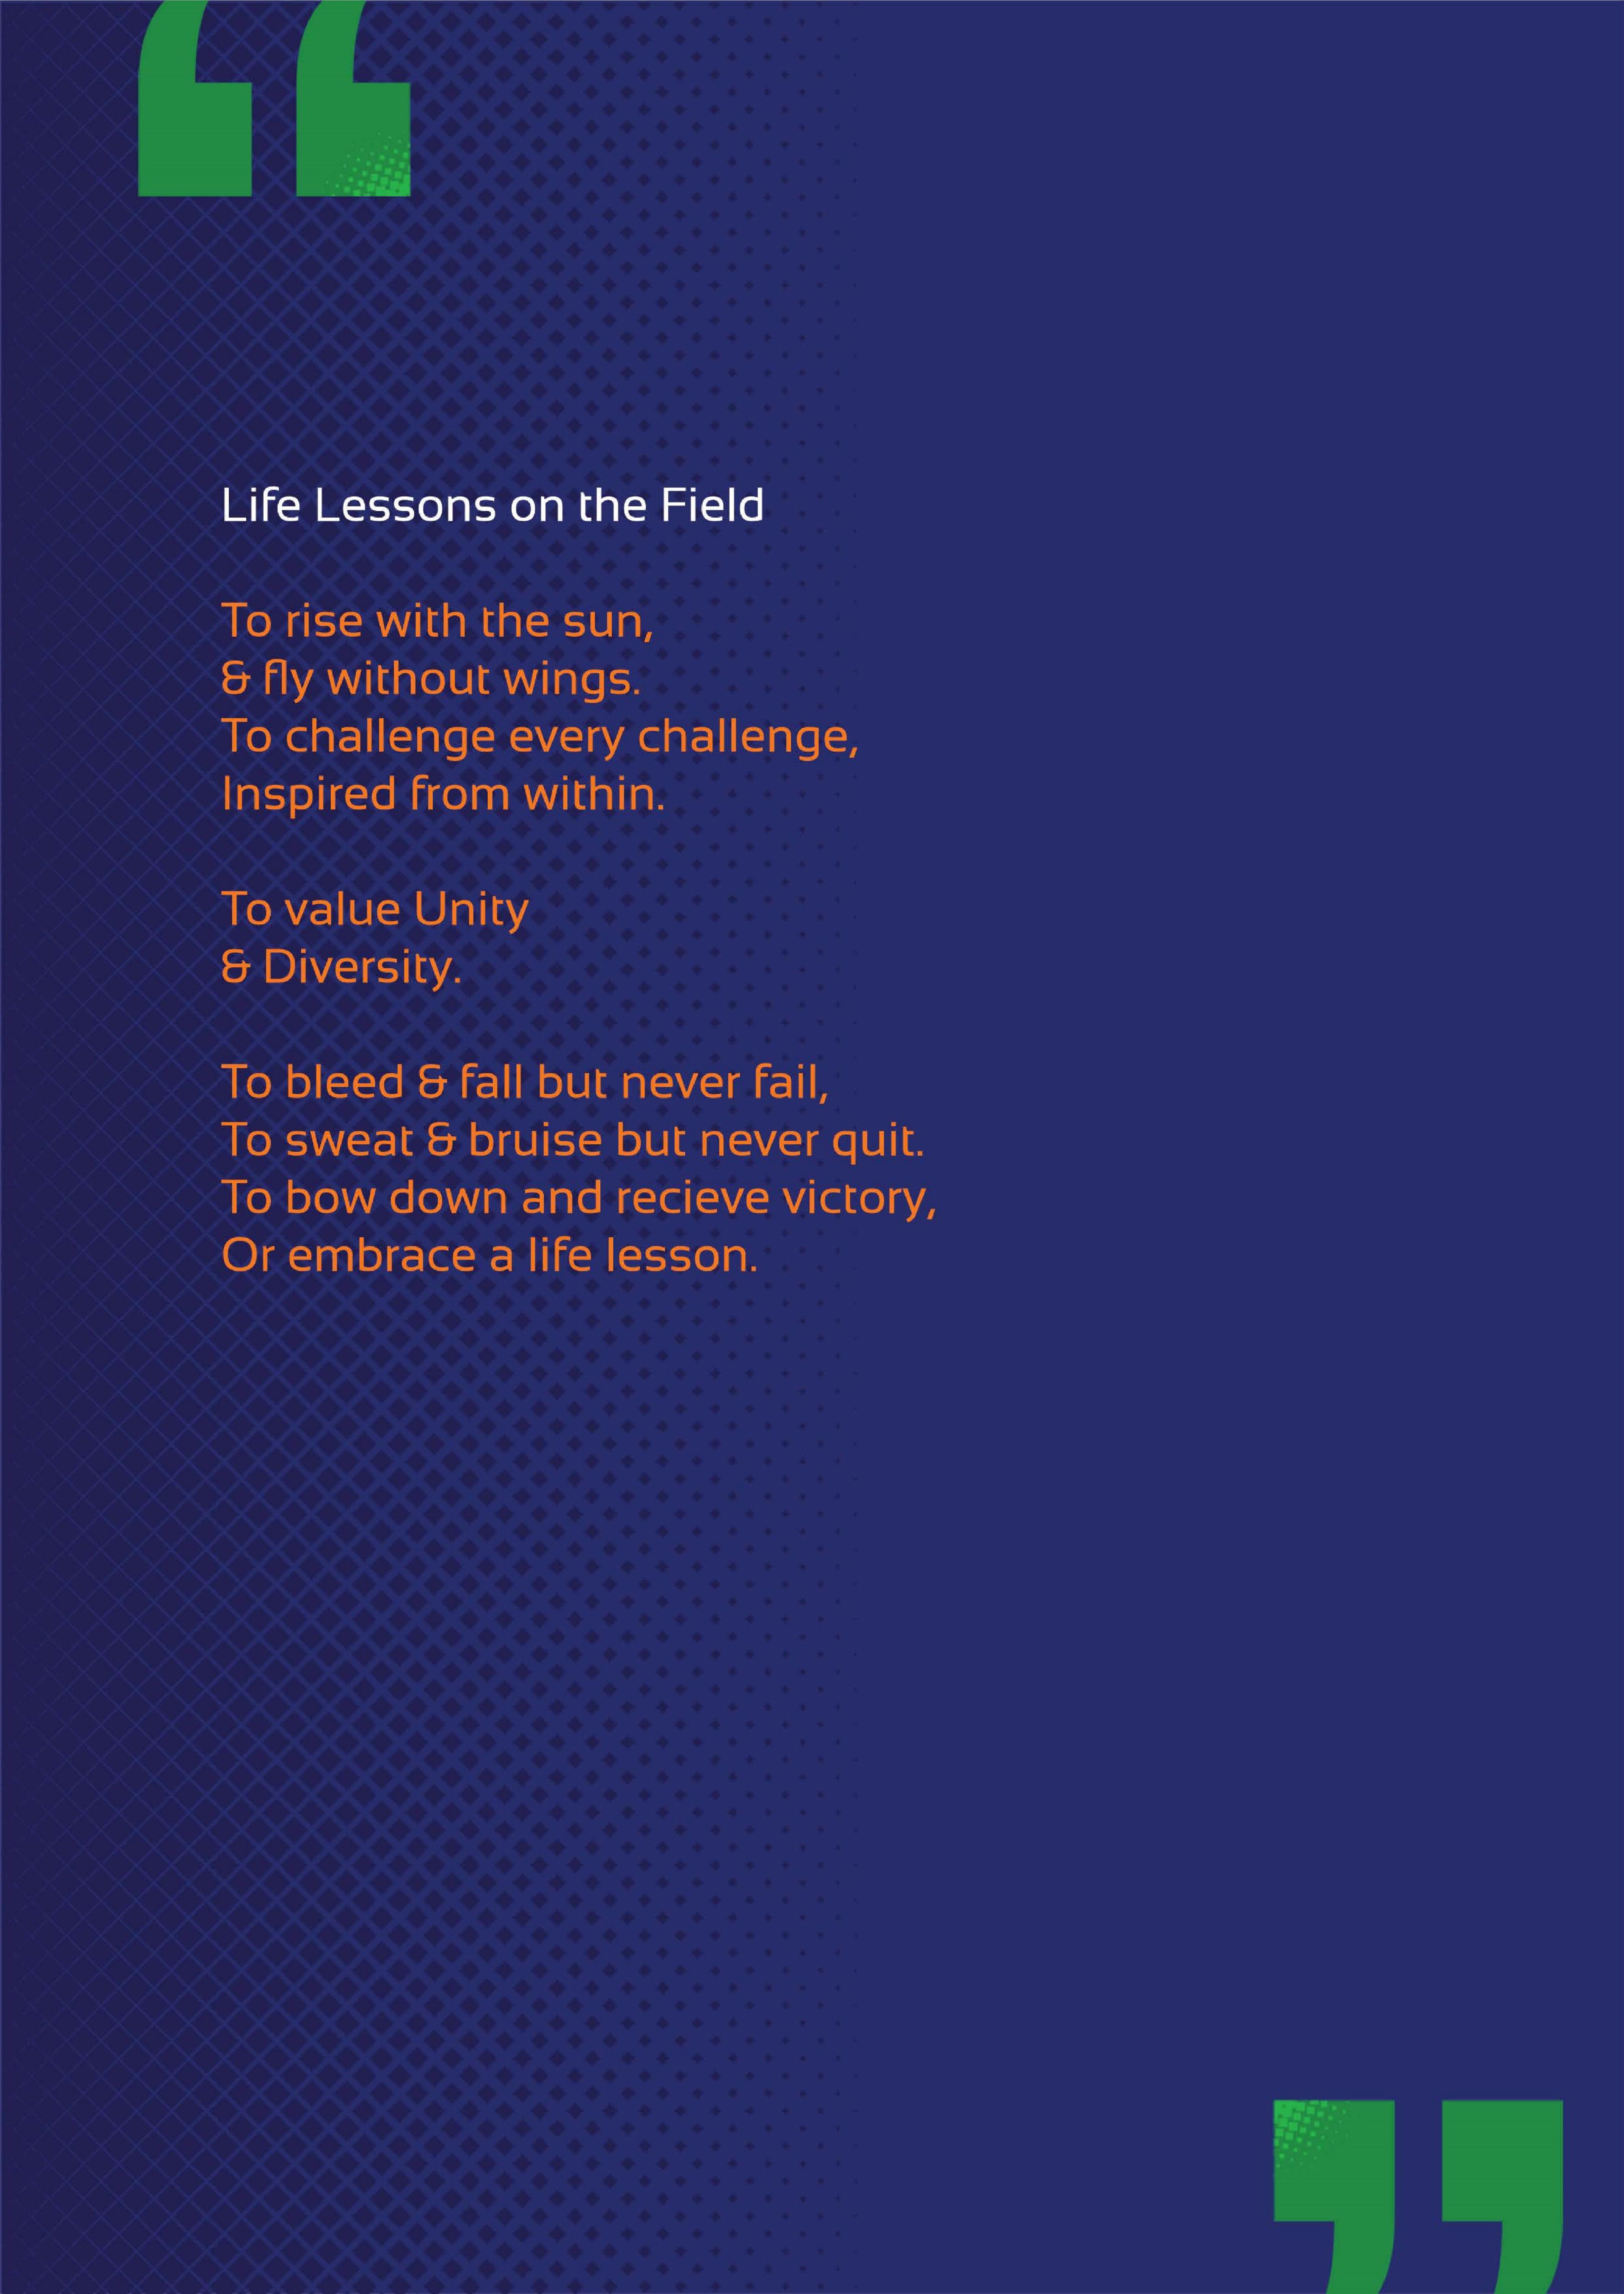 Life Lessons on the Field
To rise with the sun,
& fly without wings.
To challenge every challenge,
Inspired from within.
To value Unity
& Diversity.
To bleed & fall but never fail,
To sweat & bruise but never quit.
To bow down and recieve victory,
Or embrace a life lesson.